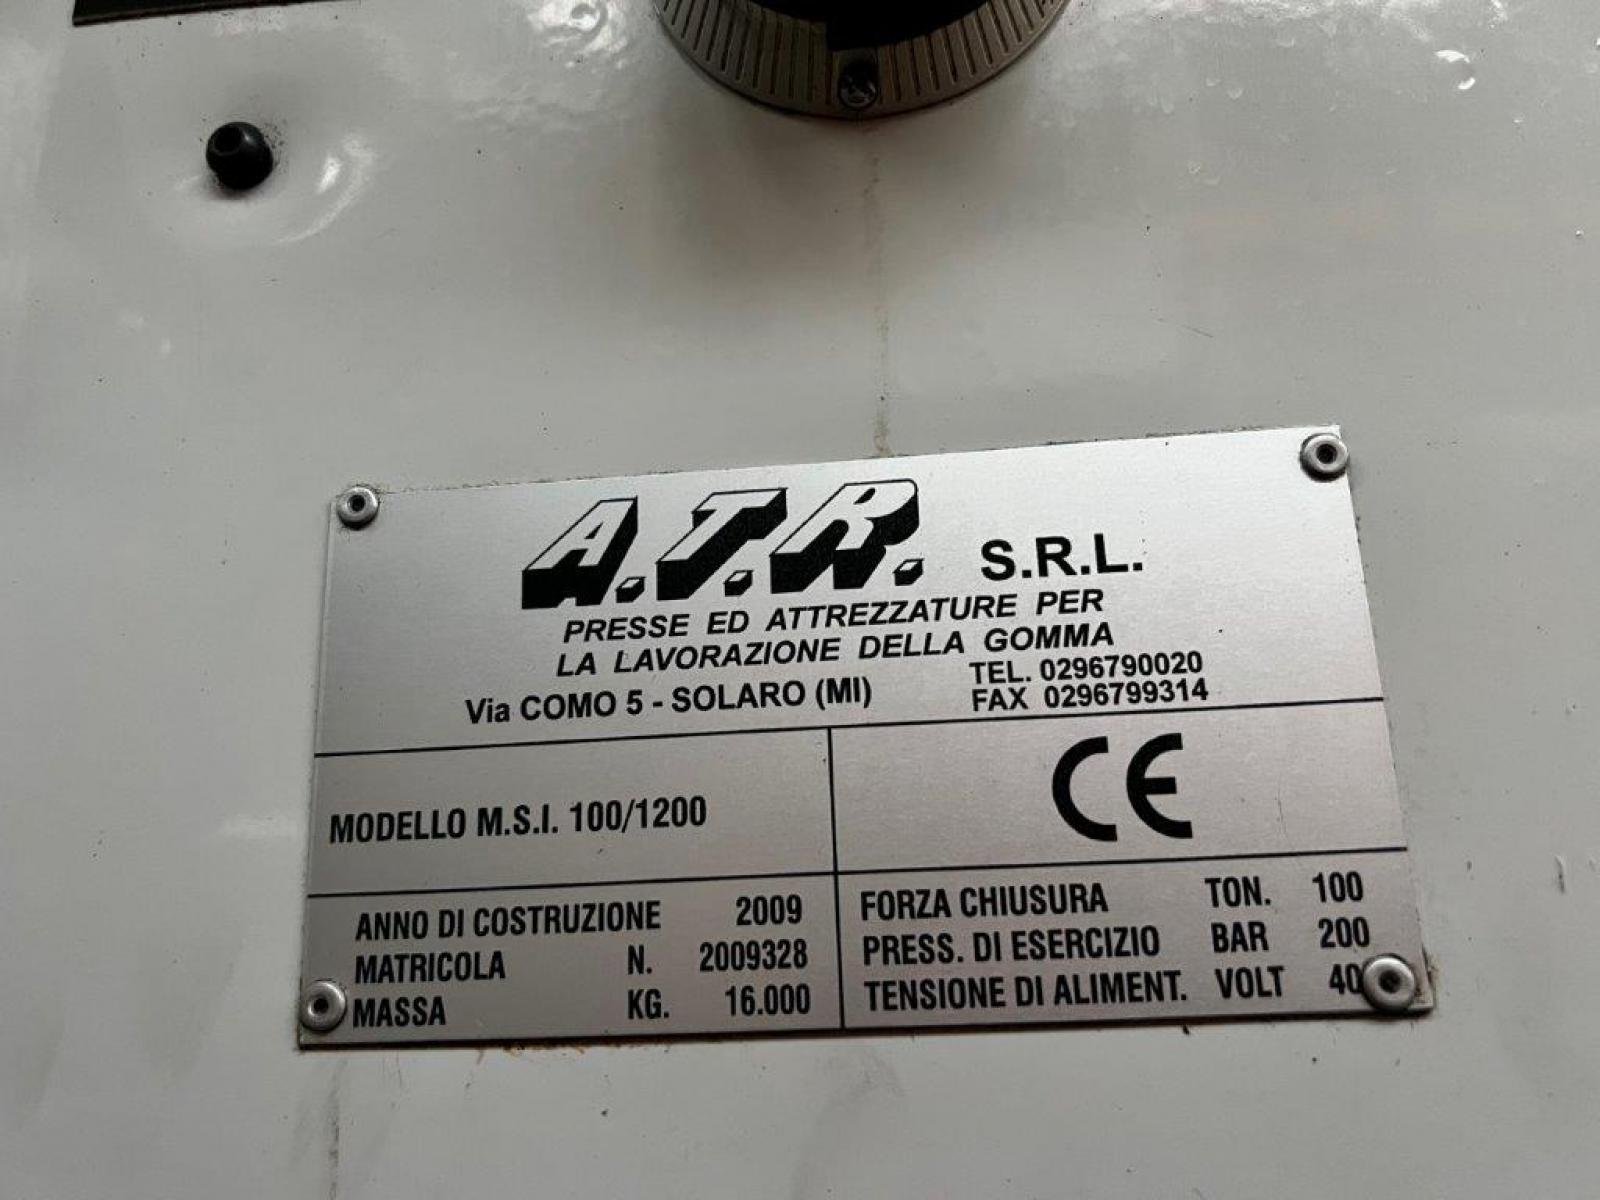 A.T.R. S.R.L.
PRESSE ED ATTREZZATURE PER
LA LAVORAZIONE DELLA GOMMA
Via COMO 5 - SOLARO (MI)
TEL. 0296790020
FAX 0296799314
MODELLO M.S.I. 100/1200
CE
ANNO DI COSTRUZIONE 2009
MATRICOLA N. 2009328
MASSA KG. 16.000
FORZA CHIUSURA TON. 100
PRESS. DI ESERCIZIO BAR 200
TENSIONE DI ALIMENT. VOLT